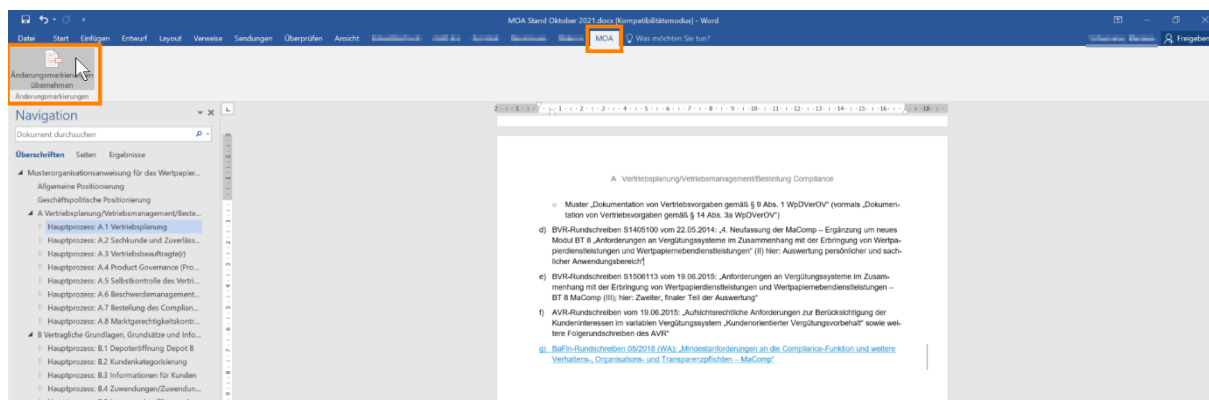 MOA Stand Oktober 2021.docx [Kompatibilitätsmodus] - Word
Datei Start Einfügen Entwurf Layout Verweise Sendungen Überprüfen Ansicht MOA Was möchten Sie tun? Freigeben
Änderungsmarkierungen
übernehmen
Änderungsmarkierungen
Navigation
Dokument durchsuchen
Überschriften Seiten Ergebnisse
Musterorganisationsanweisung für das Wertpapier...
Allgemeine Positionierung
Geschäftspolitische Positionierung
A Vertriebsplanung/Vetriebsmanagement/Beste...
Hauptprozess: A.1 Vertriebsplanung
Hauptprozess: A.2 Sachkunde und Zuverläss...
Hauptprozess: A.3 Vertriebsbeauftragte(r)
Hauptprozess: A.4 Product Governance (Pro...
Hauptprozess: A.5 Selbstkontrolle des Vertri...
Hauptprozess: A.6 Beschwerdemanagement...
Hauptprozess: A.7 Bestellung des Complian...
Hauptprozess: A.8 Marktgerechtigkeitskontr...
B Vertragliche Grundlagen, Grundsätze und Info...
Hauptprozess: B.1 Depoteröffnung Depot B
Hauptprozess: B.2 Kundenkategorisierung
Hauptprozess: B.3 Informationen für Kunden
Hauptprozess: B.4 Zuwendungen/Zuwendun...
A Vertriebsplanung/Vetriebsmanagement/Bestellung Compliance
○ Muster „Dokumentation von Vertriebsvorgaben gemäß § 9 Abs. 1 WpDVerOV“ (vormals „Dokumen-
tation von Vertriebsvorgaben gemäß § 14 Abs. 3a WpDVerOV“)
d) BVR-Rundschreiben S1405100 vom 22.05.2014: „4. Neufassung der MaComp – Ergänzung um neues
Modul BT 8 „Anforderungen an Vergütungssysteme im Zusammenhang mit der Erbringung von Wertpa-
pierdienstleistungen und Wertpapiernebendienstleistungen“ (II) hier: Auswertung persönlicher und sach-
licher Anwendungsbereich“
e) BVR-Rundschreiben S1506113 vom 19.06.2015: „Anforderungen an Vergütungssysteme im Zusam-
menhang mit der Erbringung von Wertpapierdienstleistungen und Wertpapiernebendienstleistungen –
BT 8 MaComp (III); hier: Zweiter, finaler Teil der Auswertung“
f) AVR-Rundschreiben vom 19.06.2015: „Aufsichtsrechtliche Anforderungen zur Berücksichtigung der
Kundeninteressen im variablen Vergütungssystem „Kundenorientierter Vergütungsvorbehalt“ sowie wei-
tere Folgerundschreiben des AVR“
g) BaFin-Rundschreiben 05/2018 (WA): „Mindestanforderungen an die Compliance-Funktion und weitere
Verhaltens-, Organisations- und Transparenzpflichten – MaComp“